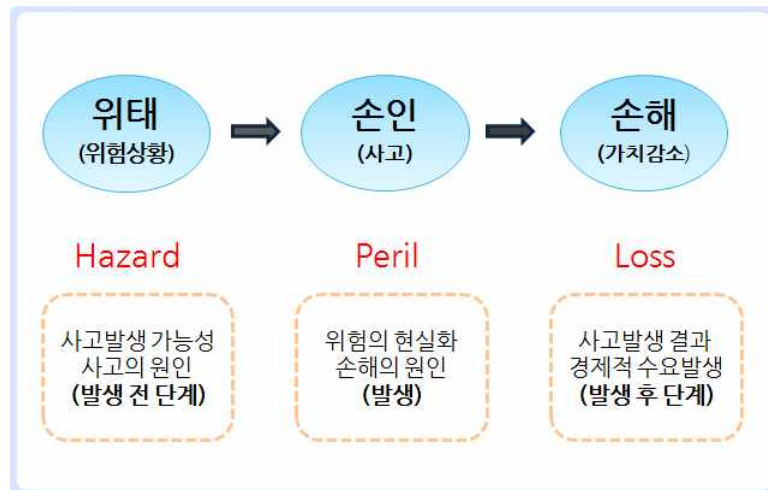 위태
(위험상황)
손인
(사고)
손해
(가치감소)
Hazard
Peril
Loss
사고발생 가능성
사고의 원인
(발생 전 단계)
위험의 현실화
손해의 원인
(발생)
사고발생 결과
경제적 수요발생
(발생 후 단계)